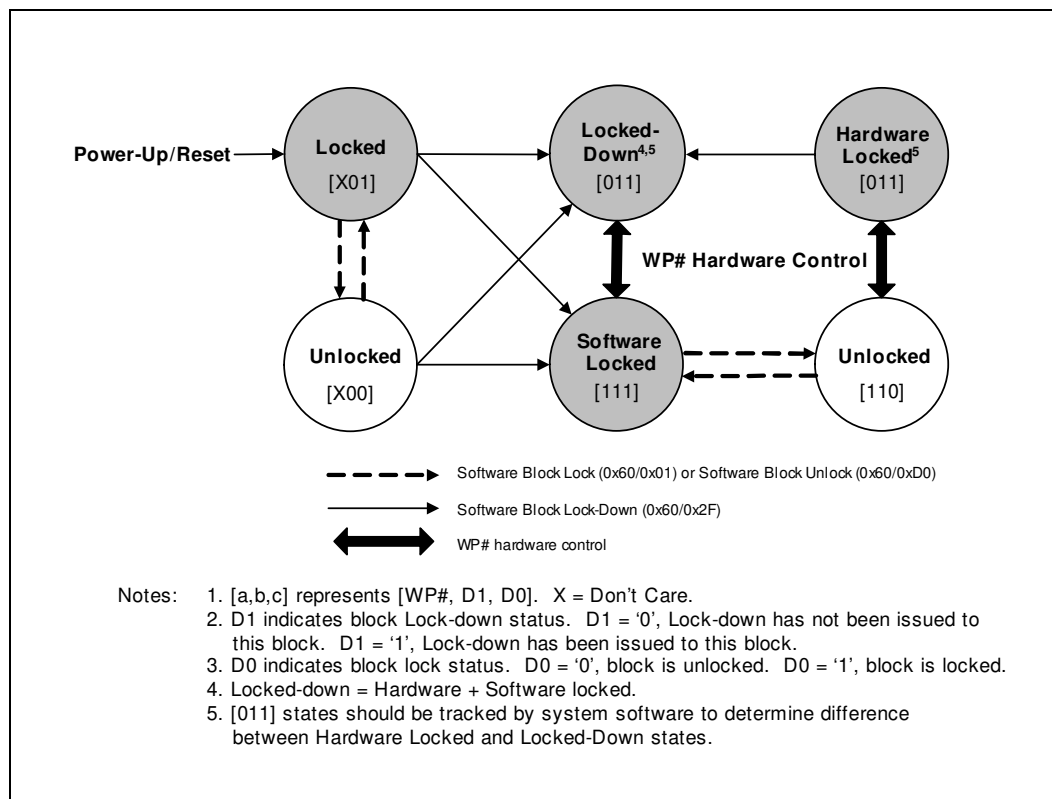 Power-Up/Reset
Locked
[X01]
Locked-
Down4,5
[011]
Hardware
Locked5
[011]
WP# Hardware Control
Unlocked
[X00]
Software
Locked
[111]
Unlocked
[110]
Software Block Lock (0x60/0x01) or Software Block Unlock (0x60/0xD0)
Software Block Lock-Down (0x60/0x2F)
WP# hardware control
Notes: 1. [a,b,c] represents [WP#, D1, D0]. X = Don't Care.
2. D1 indicates block Lock-down status. D1 = ‘0’, Lock-down has not been issued to
this block. D1 = ‘1’, Lock-down has been issued to this block.
3. D0 indicates block lock status. D0 = ‘0’, block is unlocked. D0 = ‘1’, block is locked.
4. Locked-down = Hardware + Software locked.
5. [011] states should be tracked by system software to determine difference
between Hardware Locked and Locked-Down states.